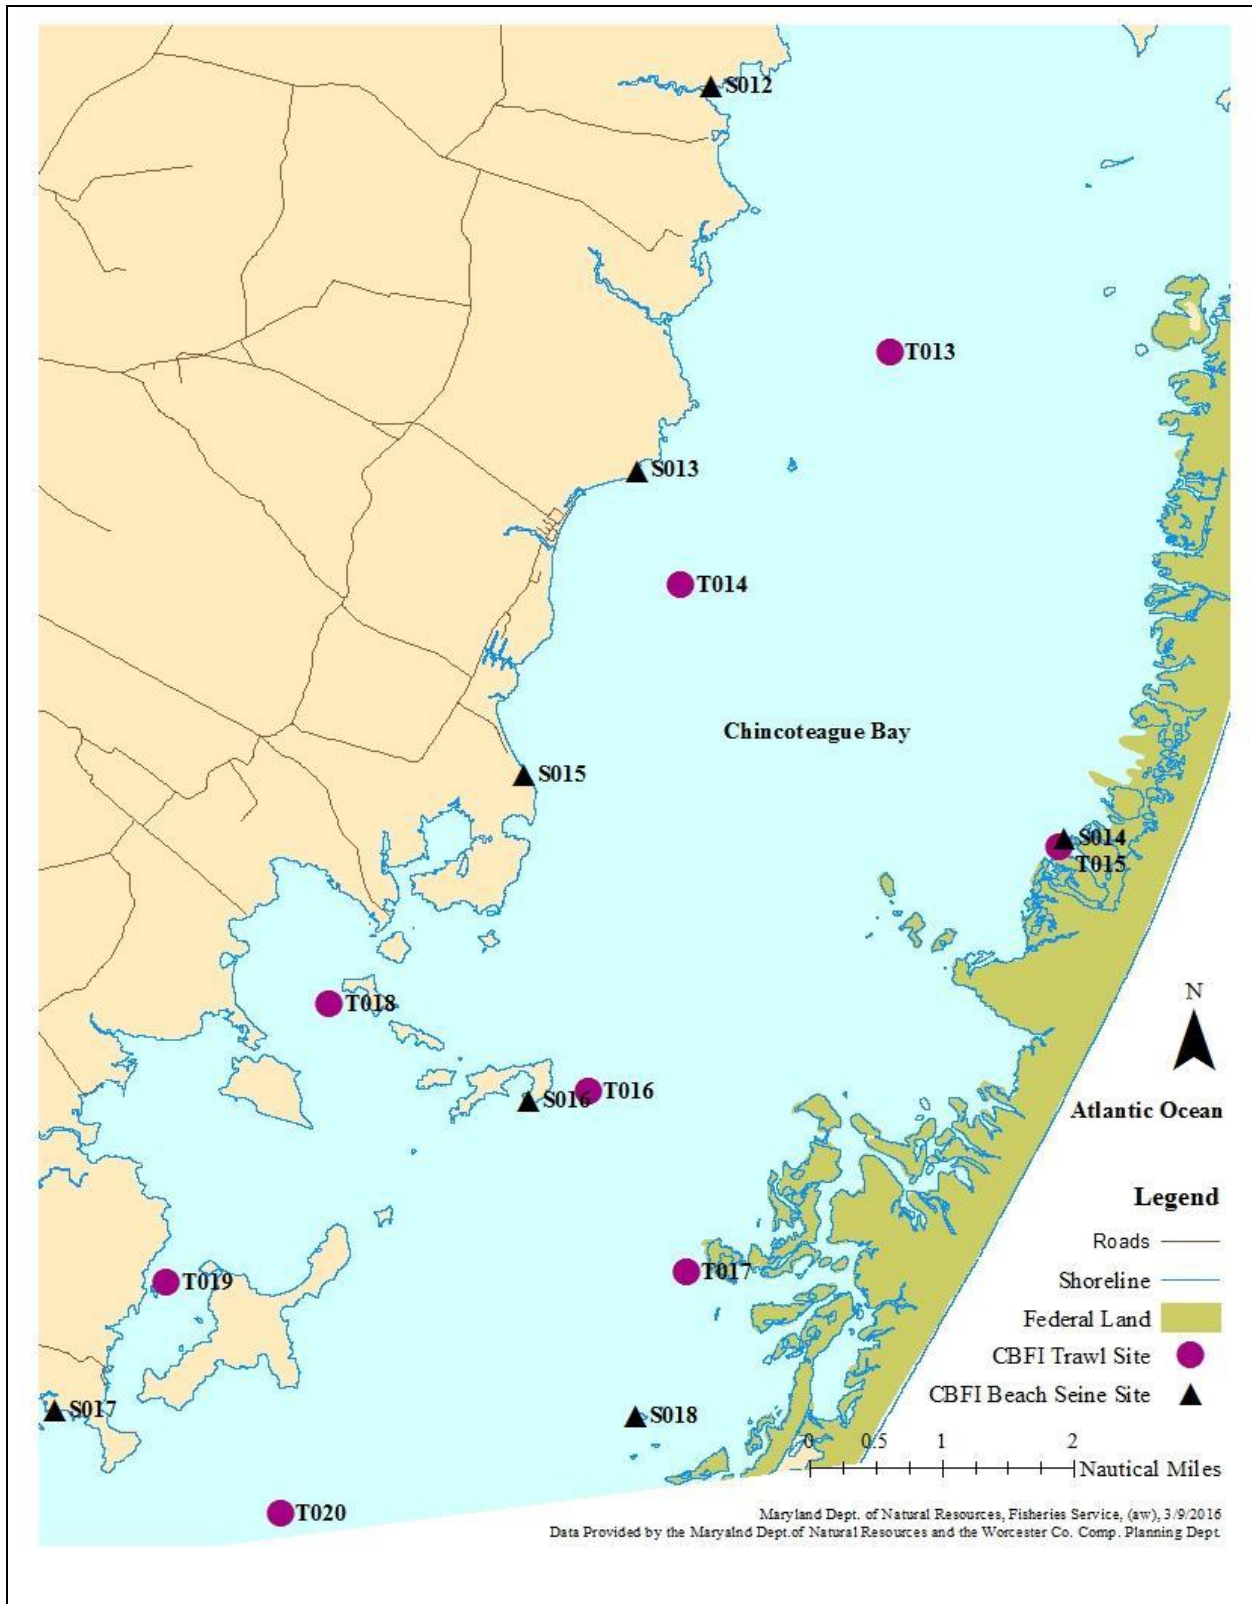 S012
T013
S013
T014
Chincoteague Bay
S015
S014
T015
T018
N
T016
S016
Atlantic Ocean
Legend
Roads
T017
T019
Shoreline
Federal Land
CBFI Trawl Site
CBFI Beach Seine Site
S017
S018
0 0.5 1 2
Nautical Miles
T020
Maryland Dept. of Natural Resources, Fisheries Service, (aw), 3/9/2016
Data Provided by the Maryalnd Dept.of Natural Resources and the Worcester Co. Comp. Planning Dept.